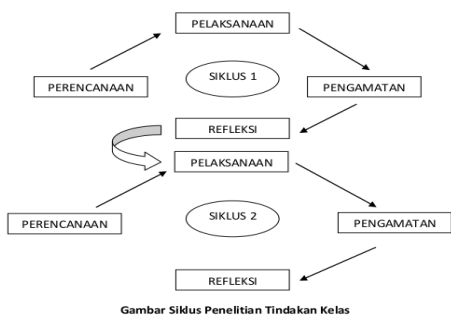 PELAKSANAAN
SIKLUS 1
PERENCANAAN
PENGAMATAN
REFLEKSI
PELAKSANAAN
SIKLUS 2
PERENCANAAN
PENGAMATAN
REFLEKSI
Gambar Siklus Penelitian Tindakan Kelas